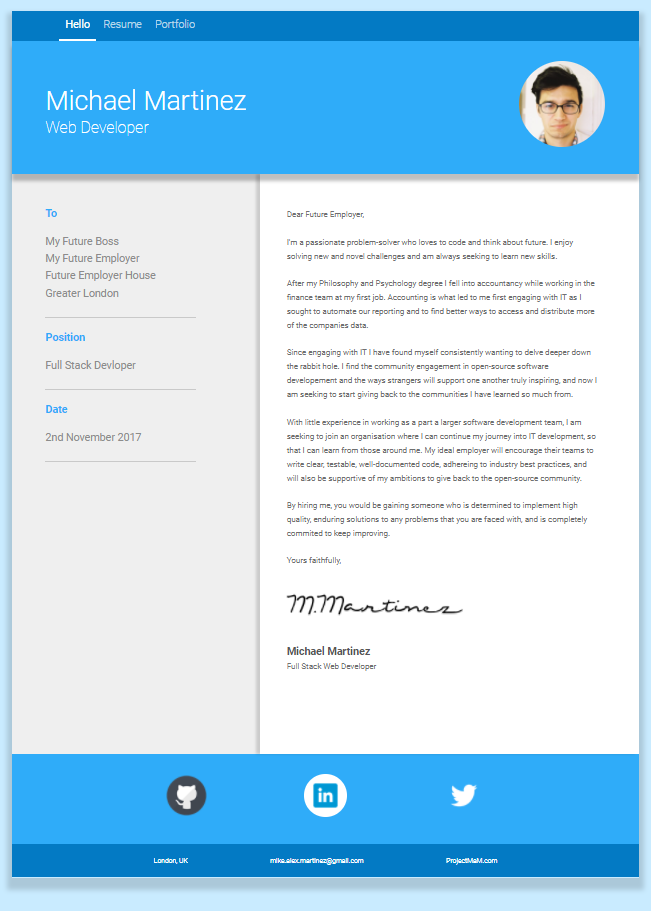 Hello Resume Portfolio
Michael Martinez
Web Developer
To
My Future Boss
My Future Employer
Future Employer House
Greater London
Position
Full Stack Devloper
Date
2nd November 2017
Dear Future Employer,
I'm a passionate problem-solver who loves to code and think about future. I enjoy
solving new and novel challenges and am always seeking to learn new skills.
After my Philosophy and Psychology degree I fell into accountancy while working in the
finance team at my first job. Accounting is what led to me first engaging with IT as I
sought to automate our reporting and to find better ways to access and distribute more
of the companies data.
Since engaging with IT I have found myself consistently wanting to delve deeper down
the rabbit hole. I find the community engagement in open-source software
developement and the ways strangers will support one another truly inspiring, and now I
am seeking to start giving back to the communities I have learned so much from.
With little experience in working as a part a larger software development team, I am
seeking to join an organisation where I can continue my journey into IT development, so
that I can learn from those around me. My ideal employer will encourage their teams to
write clear, testable, well-documented code, adhereing to industry best practices, and
will also be supportive of my ambitions to give back to the open-source community.
By hiring me, you would be gaining someone who is determined to implement high
quality, enduring solutions to any problems that you are faced with, and is completely
commited to keep improving.
Yours faithfully,
M.Martinez
Michael Martinez
Full Stack Web Developer
in
London, UK mike.alex.martinez@gmail.com ProjectMaM.com